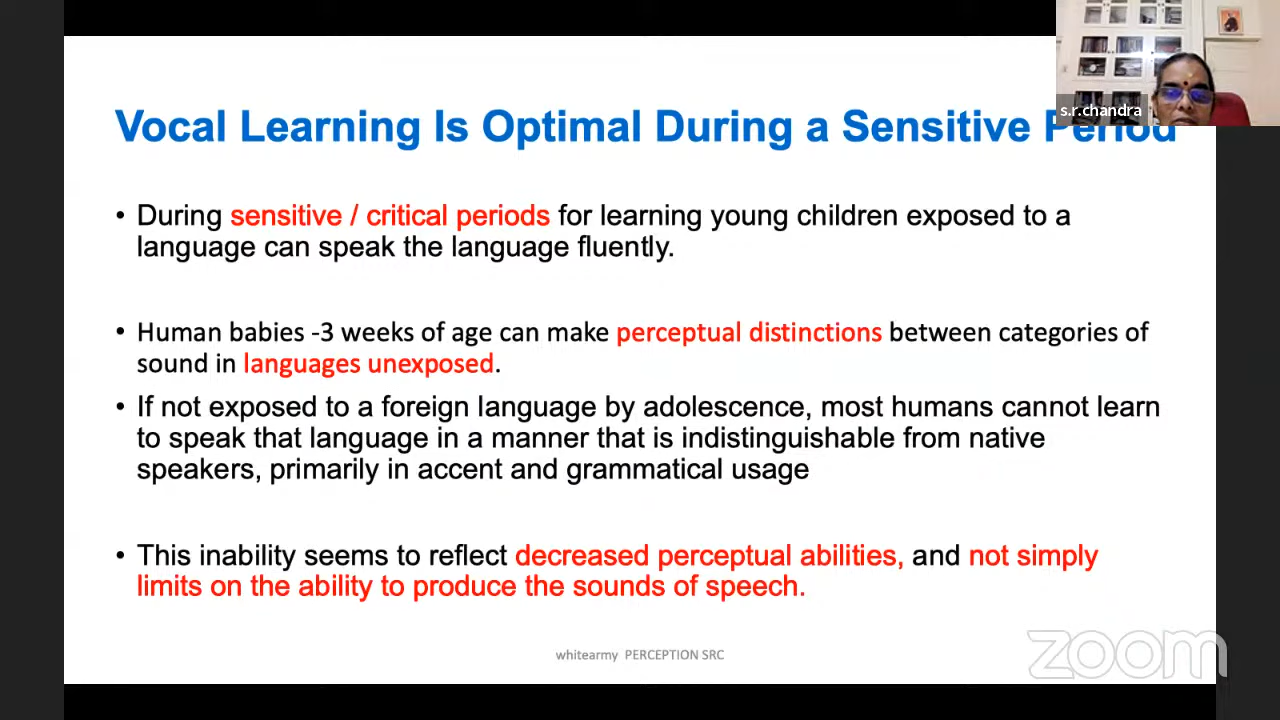 s.r.chandra
Vocal Learning Is Optimal During a Sensitive Period
• During sensitive / critical periods for learning young children exposed to a
language can speak the language fluently.
• Human babies -3 weeks of age can make perceptual distinctions between categories of
sound in languages unexposed.
• If not exposed to a foreign language by adolescence, most humans cannot learn
to speak that language in a manner that is indistinguishable from native
speakers, primarily in accent and grammatical usage
• This inability seems to reflect decreased perceptual abilities, and not simply
limits on the ability to produce the sounds of speech.
whitearmy PERCEPTION SRC
zoom